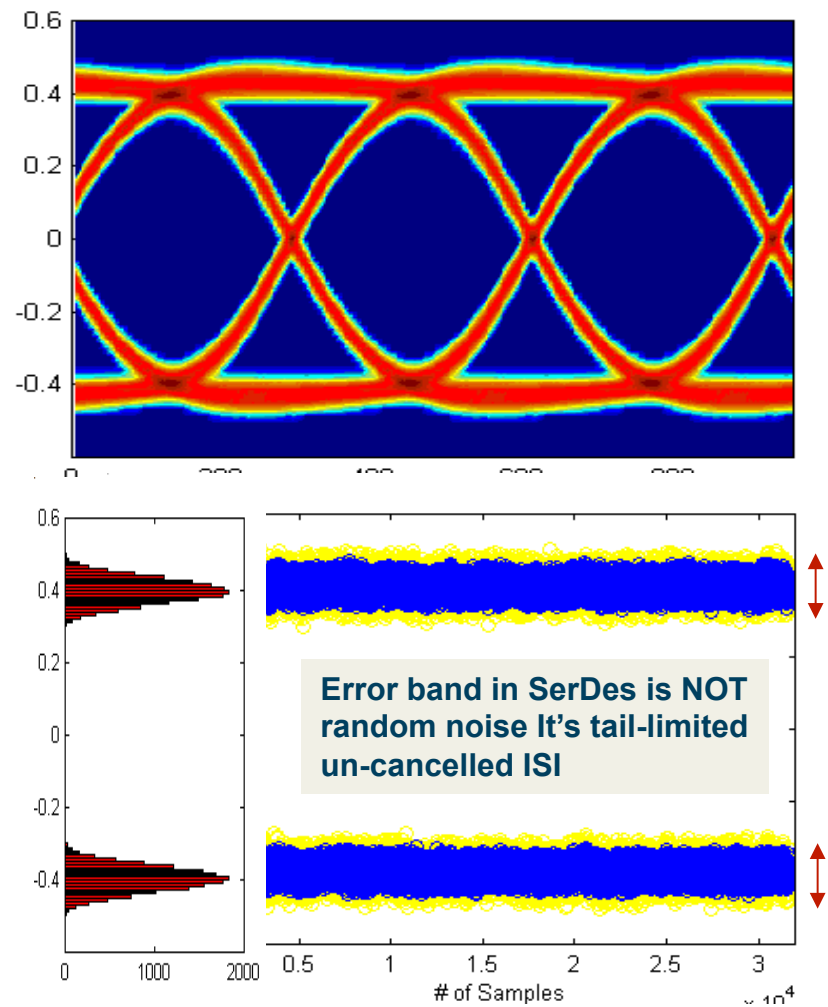 0.6
0.4
0.2
0
-0.2
-0.4
0.6
0.4
0.2
0
-0.2
-0.4
Error band in SerDes is NOT
random noise It's tail-limited
un-cancelled ISI
0 1000 2000
0.5 1 1.5 2 2.5 3
# of Samples
× 10⁴